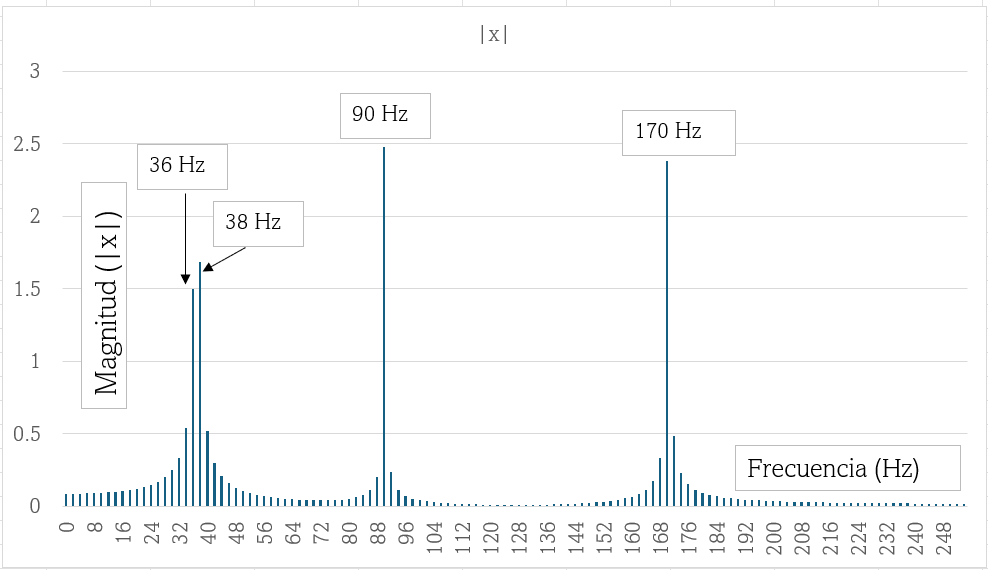 |x|
3
2.5
2
1.5
1
0.5
0
Magnitud (|x|)
36 Hz
38 Hz
90 Hz
170 Hz
Frecuencia (Hz)
0 8 16 24 32 40 48 56 64 72 80 88 96 104 112 120 128 136 144 152 160 168 176 184 192 200 208 216 224 232 240 248